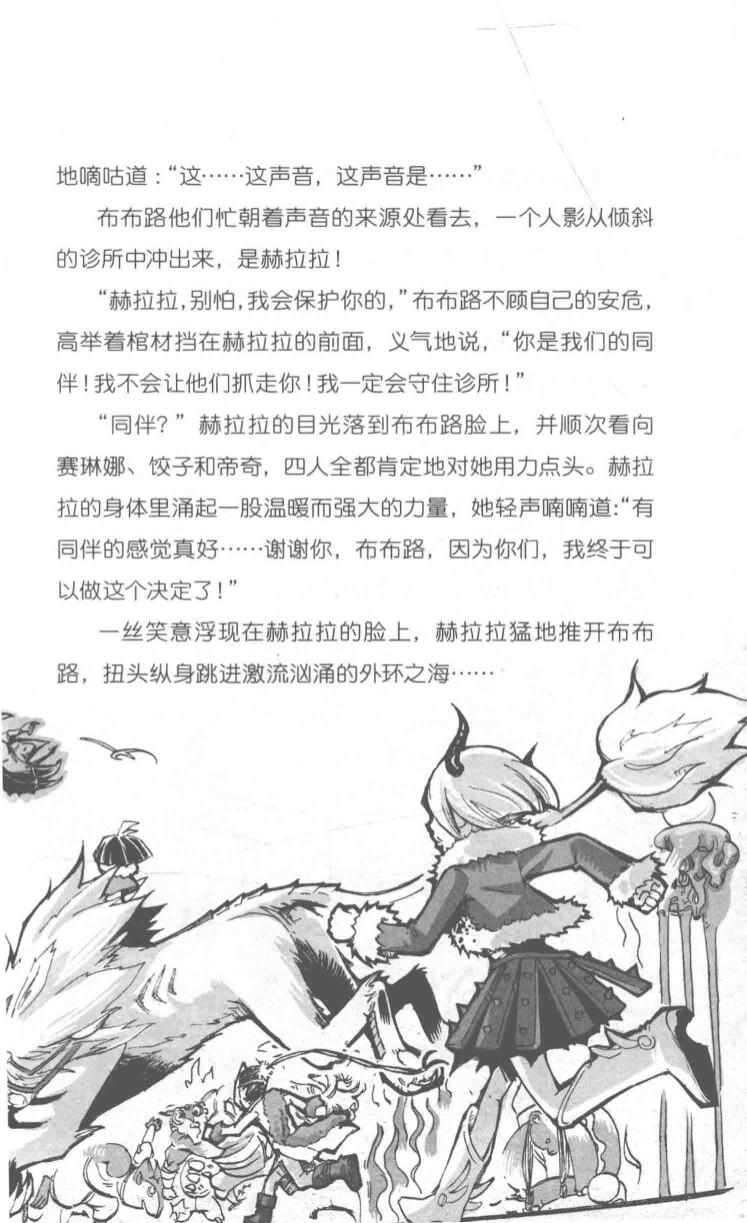 地嘀咕道：“这……这声音，这声音是……”
布布路他们忙朝着声音的来源处看去，一个人影从倾斜
的诊所中冲出来，是赫拉拉！
“赫拉拉，别怕，我会保护你的，”布布路不顾自己的安危，
高举着棺材挡在赫拉拉的前面，义气地说，“你是我们的同
伴！我不会让他们抓走你！我一定会守住诊所！”
“同伴？”赫拉拉的目光落到布布路脸上，并顺次看向
赛琳娜、饺子和帝奇，四人全都肯定地对她用力点头。赫拉
拉的身体里涌起一股温暖而强大的力量，她轻声喃喃道：“有
同伴的感觉真好……谢谢你，布布路，因为你们，我终于可
以做这个决定了！”
一丝笑意浮现在赫拉拉的脸上，赫拉拉猛地推开布布
路，扭头纵身跳进激流汹涌的外环之海……